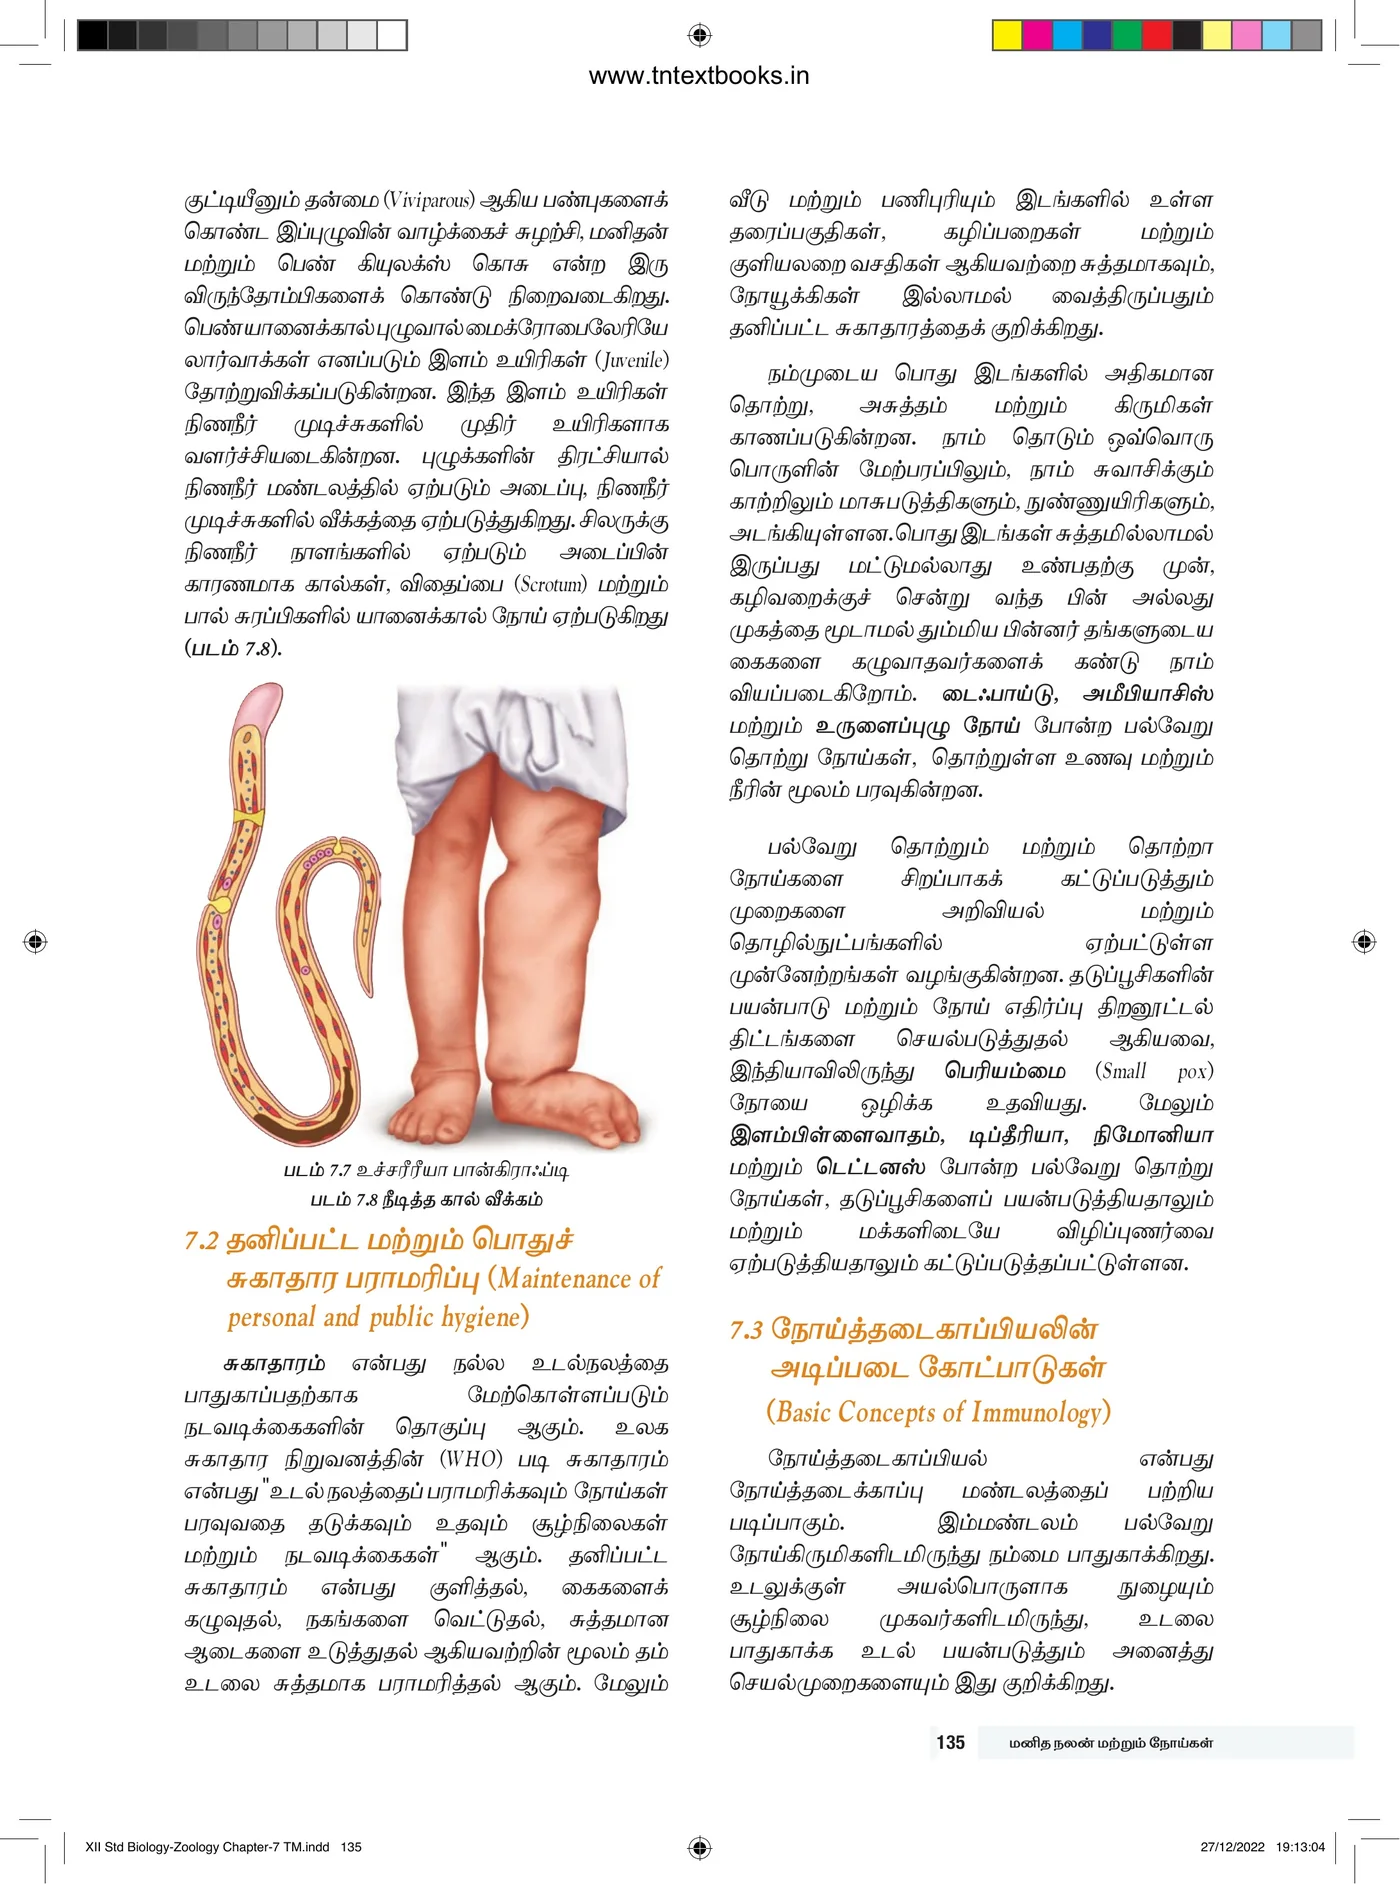 www.tntextbooks.in
குட்டியீனும் தன்மை (Viviparous) ஆகிய பண்புகளைக்
கொண்ட இப்புழுவின் வாழ்க்கைச் சுழற்சி, மனிதன்
மற்றும் பெண் கியுலக்ஸ் கொசு என்ற இரு
விருந்தோம்பிகளைக் கொண்டு நிறைவடைகிறது.
பெண்யானைக்கால்புழுவால் மைக்ரோபைலேரியே
லார்வாக்கள் எனப்படும் இளம் உயிரிகள் (Juvenile)
தோற்றுவிக்கப்படுகின்றன. இந்த இளம் உயிரிகள்
நிணநீர் முடிச்சுகளில் முதிர் உயிரிகளாக
வளர்ச்சியடைகின்றன. புழுக்களின் திரட்சியால்
நிணநீர் மண்டலத்தில் ஏற்படும் அடைப்பு, நிணநீர்
முடிச்சுகளில் வீக்கத்தை ஏற்படுத்துகிறது. சிலருக்கு
நிணநீர் நாளங்களில் ஏற்படும் அடைப்பின்
காரணமாக கால்கள், விதைப்பை (Scrotum) மற்றும்
பால் சுரப்பிகளில் யானைக்கால் நோய் ஏற்படுகிறது
(படம் 7.8).
படம் 7.7 உச்சரீரீயா பான்கிராஃப்டி
படம் 7.8 நீடித்த கால் வீக்கம்
7.2 தனிப்பட்ட மற்றும் பொதுச்
சுகாதார பராமரிப்பு (Maintenance of
personal and public hygiene)
சுகாதாரம் என்பது நல்ல உடல்நலத்தை
பாதுகாப்பதற்காக மேற்கொள்ளப்படும்
நடவடிக்கைகளின் தொகுப்பு ஆகும். உலக
சுகாதார நிறுவனத்தின் (WHO) படி சுகாதாரம்
என்பது "உடல் நலத்தைப் பராமரிக்கவும் நோய்கள்
பரவுவதை தடுக்கவும் உதவும் சூழ்நிலைகள்
மற்றும் நடவடிக்கைகள்" ஆகும். தனிப்பட்ட
சுகாதாரம் என்பது குளித்தல், கைகளைக்
கழுவுதல், நகங்களை வெட்டுதல், சுத்தமான
ஆடைகளை உடுத்துதல் ஆகியவற்றின் மூலம் தம்
உடலை சுத்தமாக பராமரித்தல் ஆகும். மேலும்
வீடு மற்றும் பணிபுரியும் இடங்களில் உள்ள
தரைப்பகுதிகள், கழிப்பறைகள் மற்றும்
குளியலறை வசதிகள் ஆகியவற்றை சுத்தமாகவும்,
நோயூக்கிகள் இல்லாமல் வைத்திருப்பதும்
தனிப்பட்ட சுகாதாரத்தைக் குறிக்கிறது.
நம்முடைய பொது இடங்களில் அதிகமான
தொற்று, அசுத்தம் மற்றும் கிருமிகள்
காணப்படுகின்றன. நாம் தொடும் ஒவ்வொரு
பொருளின் மேற்பரப்பிலும், நாம் சுவாசிக்கும்
காற்றிலும் மாசுபடுத்திகளும், நுண்ணுயிரிகளும்,
அடங்கியுள்ளன.பொது இடங்கள் சுத்தமில்லாமல்
இருப்பது மட்டுமல்லாது உண்பதற்கு முன்,
கழிவறைக்குச் சென்று வந்த பின் அல்லது
முகத்தை மூடாமல் தும்மிய பின்னர் தங்களுடைய
கைகளை கழுவாதவர்களைக் கண்டு நாம்
வியப்படைகிறோம். டைஃபாய்டு, அமீபியாசிஸ்
மற்றும் உருளைப்புழு நோய் போன்ற பல்வேறு
தொற்று நோய்கள், தொற்றுள்ள உணவு மற்றும்
நீரின் மூலம் பரவுகின்றன.
பல்வேறு தொற்றும் மற்றும் தொற்றா
நோய்களை சிறப்பாகக் கட்டுப்படுத்தும்
முறைகளை அறிவியல் மற்றும்
தொழில்நுட்பங்களில் ஏற்பட்டுள்ள
முன்னேற்றங்கள் வழங்குகின்றன. தடுப்பூசிகளின்
பயன்பாடு மற்றும் நோய் எதிர்ப்பு திறனூட்டல்
திட்டங்களை செயல்படுத்துதல் ஆகியவை,
இந்தியாவிலிருந்து பெரியம்மை (Small pox)
நோயை ஒழிக்க உதவியது. மேலும்
இளம்பிள்ளைவாதம், டிப்தீரியா, நிமோனியா
மற்றும் டெட்டனஸ் போன்ற பல்வேறு தொற்று
நோய்கள், தடுப்பூசிகளைப் பயன்படுத்தியதாலும்
மற்றும் மக்களிடையே விழிப்புணர்வை
ஏற்படுத்தியதாலும் கட்டுப்படுத்தப்பட்டுள்ளன.
7.3 நோய்த்தடைகாப்பியலின்
அடிப்படை கோட்பாடுகள்
(Basic Concepts of Immunology)
நோய்த்தடைகாப்பியல் என்பது
நோய்த்தடைக்காப்பு மண்டலத்தைப் பற்றிய
படிப்பாகும். இம்மண்டலம் பல்வேறு
நோய்கிருமிகளிடமிருந்து நம்மை பாதுகாக்கிறது.
உடலுக்குள் அயல்பொருளாக நுழையும்
சூழ்நிலை முகவர்களிடமிருந்து, உடலை
பாதுகாக்க உடல் பயன்படுத்தும் அனைத்து
செயல்முறைகளையும் இது குறிக்கிறது.
135 மனித நலன் மற்றும் நோய்கள்
XII Std Biology-Zoology Chapter-7 TM.indd 135 27/12/2022 19:13:04